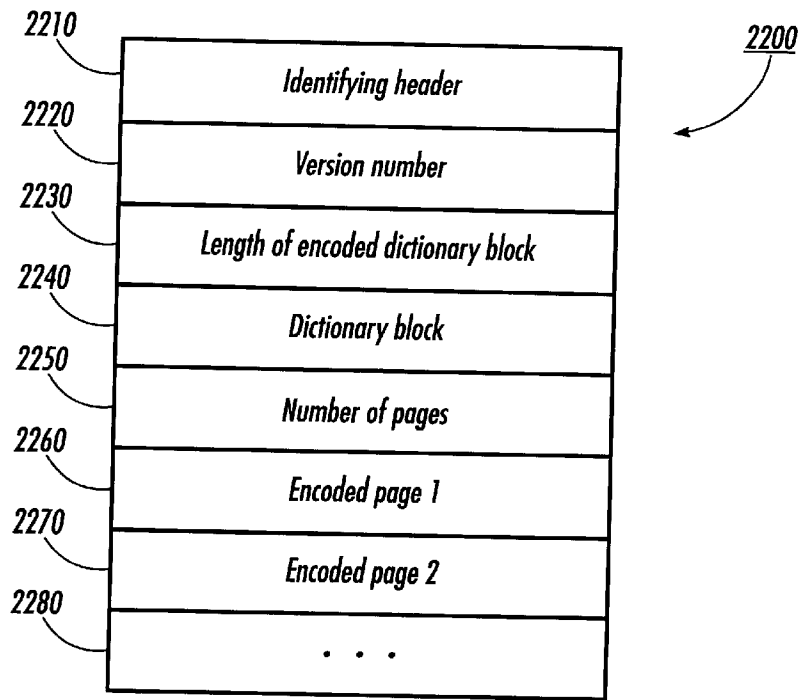 2210
2200
Identifying header
2220
Version number
2230
Length of encoded dictionary block
2240
Dictionary block
2250
Number of pages
2260
Encoded page 1
2270
Encoded page 2
2280
. . .